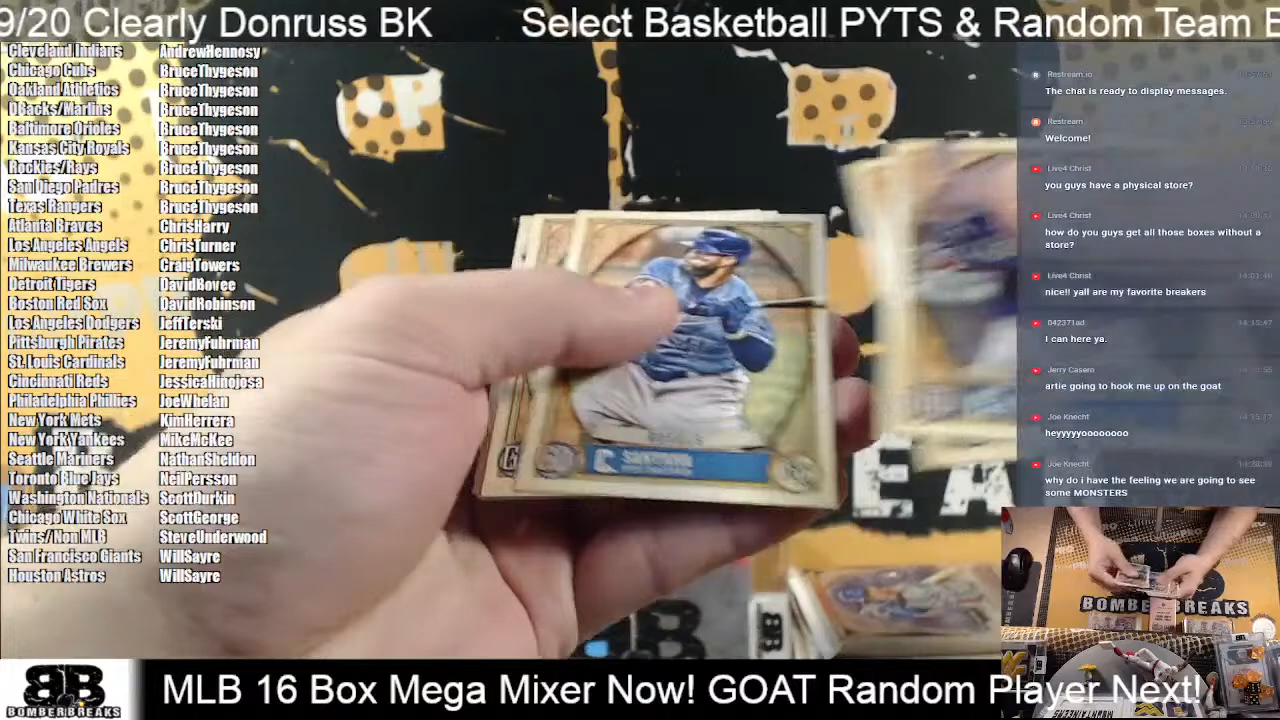 9/20 Clearly Donruss BK Select Basketball PYTS & Random Team E
Cleveland Indians AndrewHennosy
Chicago Cubs BruceThygeson
Oakland Athletics BruceThygeson
DBacks/Marlins BruceThygeson
Baltimore Orioles BruceThygeson
Kansas City Royals BruceThygeson
Rockies/Rays BruceThygeson
San Diego Padres BruceThygeson
Texas Rangers BruceThygeson
Atlanta Braves ChrisHarry
Los Angeles Angels ChrisTurner
Milwaukee Brewers CraigTowers
Detroit Tigers DavidBovee
Boston Red Sox DavidRobinson
Los Angeles Dodgers JeffTerski
Pittsburgh Pirates JeremyFuhrman
St. Louis Cardinals JeremyFuhrman
Cincinnati Reds JessicaHinojosa
Philadelphia Phillies JoeWhelan
New York Mets KimHerrera
New York Yankees MikeMcKee
Seattle Mariners NathanSheldon
Toronto Blue Jays NeilPersson
Washington Nationals ScottDurkin
Chicago White Sox ScottGeorge
Twins/Non MLB SteveUnderwood
San Francisco Giants WillSayre
Houston Astros WillSayre
Restream.io
The chat is ready to display messages.
Restream
Welcome!
Live4 Christ
you guys have a physical store?
Live4 Christ
how do you guys get all those boxes without a
store?
Live4 Christ
nice!! yall are my favorite breakers
042371ad
I can here ya.
Jerry Casero
artie going to hook me up on the goat
Joe Knecht
heyyyyoooooooo
Joe Knecht
why do i have the feeling we are going to see
some MONSTERS
EA
BOMBER BREAKS
BB
BOMBERBREAKS
MLB 16 Box Mega Mixer Now! GOAT Random Player Next!